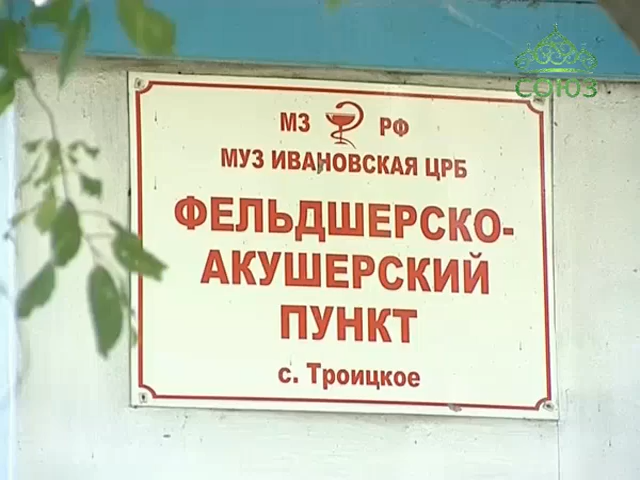 СОЮЗ
МЗ РФ
МУЗ ИВАНОВСКАЯ ЦРБ
ФЕЛЬДШЕРСКО-
АКУШЕРСКИЙ
ПУНКТ
с. Троицкое